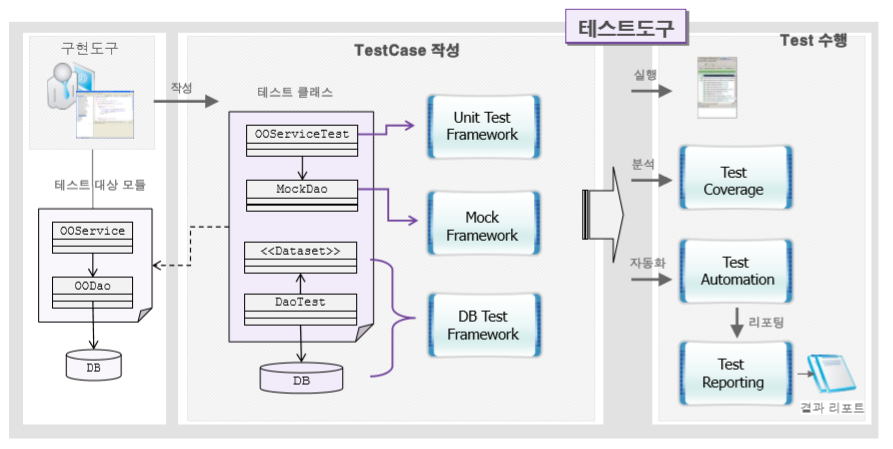 테스트도구
구현도구
작성
테스트 대상 모듈
OOService
OODao
DB
TestCase 작성
테스트 클래스
OOServiceTest
MockDao
<<Dataset>>
DaoTest
DB
Unit Test
Framework
Mock
Framework
DB Test
Framework
Test 수행
실행
분석
Test
Coverage
자동화
Test
Automation
리포팅
Test
Reporting
결과 리포트